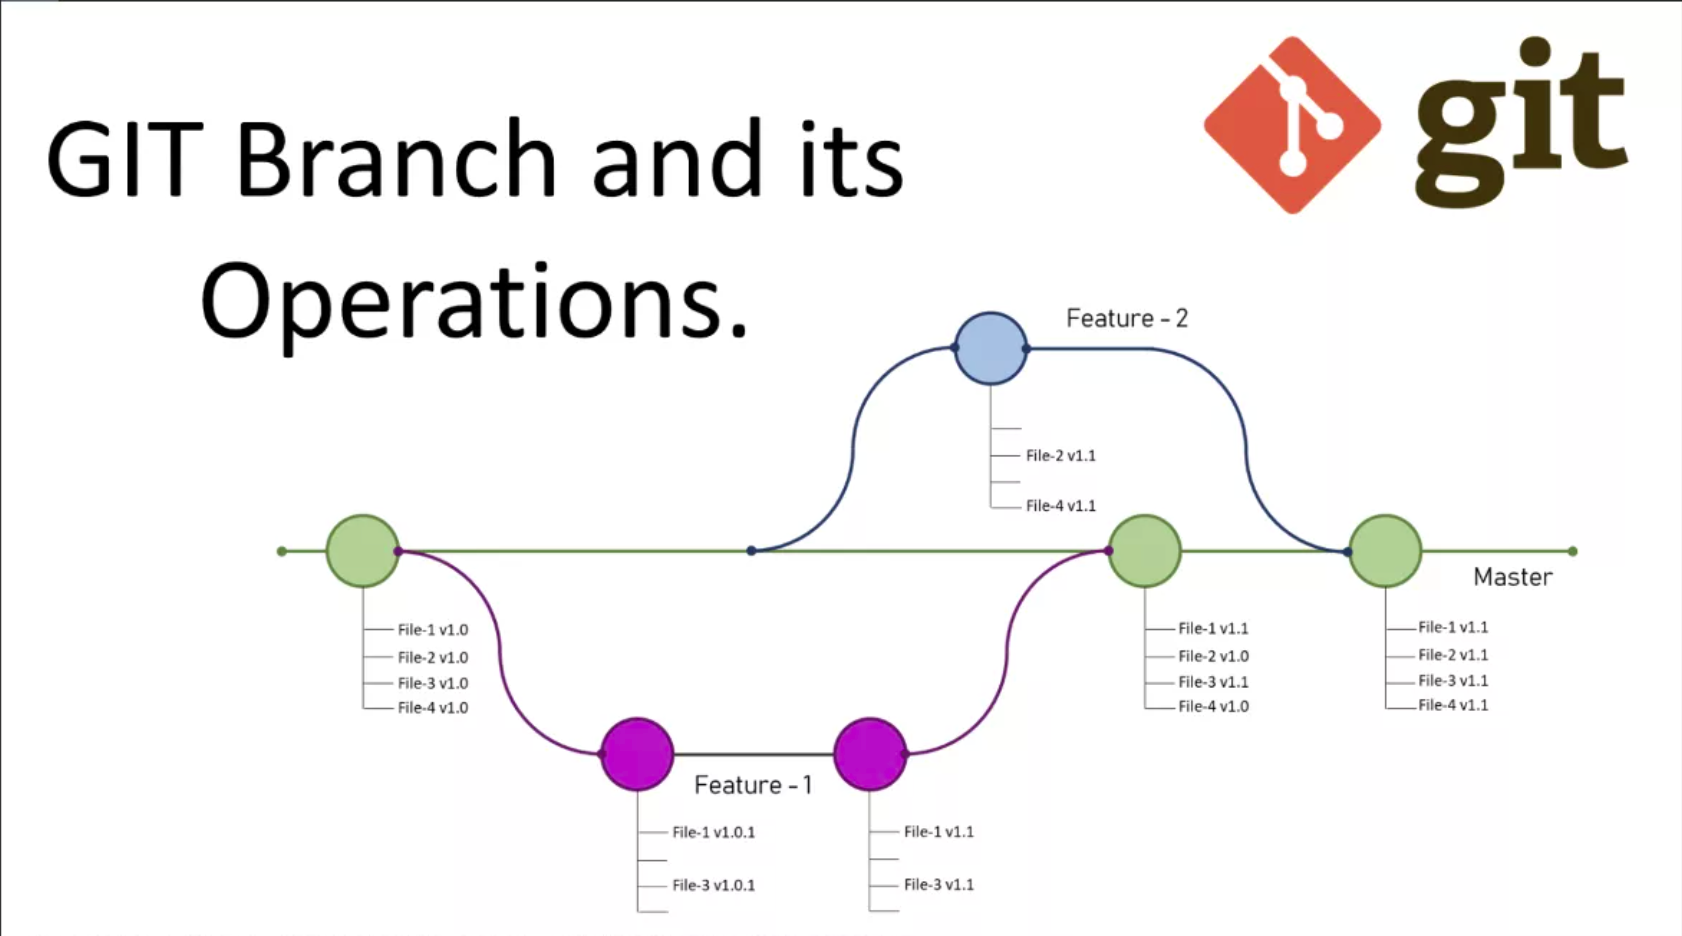 git
GIT Branch and its
Operations.
Feature - 2
File-2 v1.1
File-4 v1.1
Master
File-1 v1.0
File-2 v1.0
File-3 v1.0
File-4 v1.0
File-1 v1.1
File-2 v1.0
File-3 v1.1
File-4 v1.0
File-1 v1.1
File-2 v1.1
File-3 v1.1
File-4 v1.1
Feature - 1
File-1 v1.0.1
File-3 v1.0.1
File-1 v1.1
File-3 v1.1